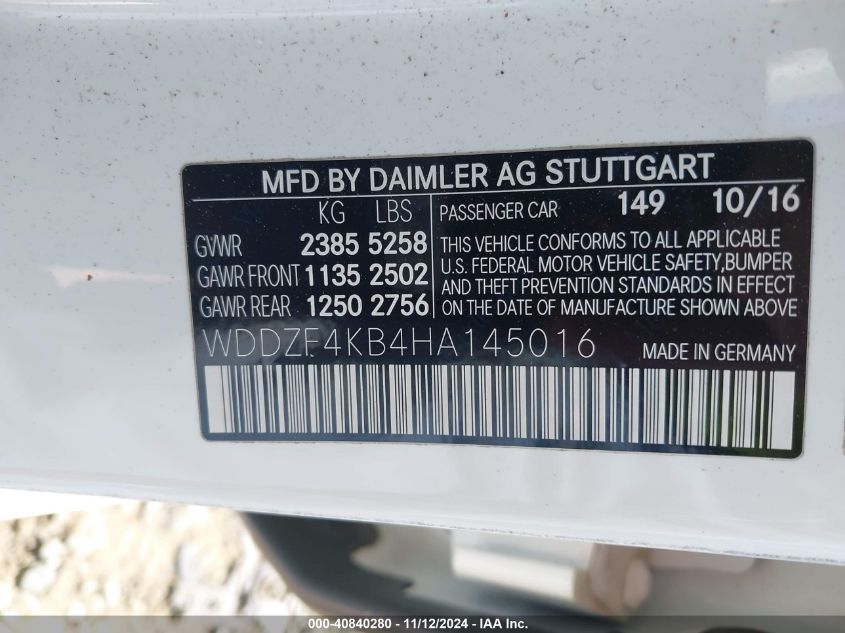 MFD BY DAIMLER AG STUTTGART
KG LBS
PASSENGER CAR 149 10/16
GVWR 2385 5258
GAWR FRONT 1135 2502
GAWR REAR 1250 2756
THIS VEHICLE CONFORMS TO ALL APPLICABLE
U.S. FEDERAL MOTOR VEHICLE SAFETY,BUMPER
AND THEFT PREVENTION STANDARDS IN EFFECT
ON THE DATE OF MANUFACTURE SHOWN ABOVE
WDDZF4KB4HA145016
MADE IN GERMANY
000-40840280 - 11/12/2024 - IAA Inc.